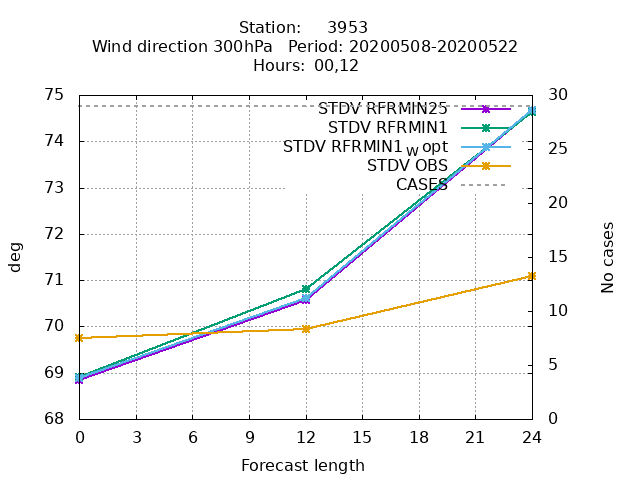 Station: 3953
Wind direction 300hPa Period: 20200508-20200522
Hours: 00,12
75
74
73
72
71
70
69
68
deg
30
25
20
15
10
5
0
No cases
STDV RFRMIN25
STDV RFRMIN1
STDV RFRMIN1 W opt
STDV OBS
CASES
0 3 6 9 12 15 18 21 24
Forecast length